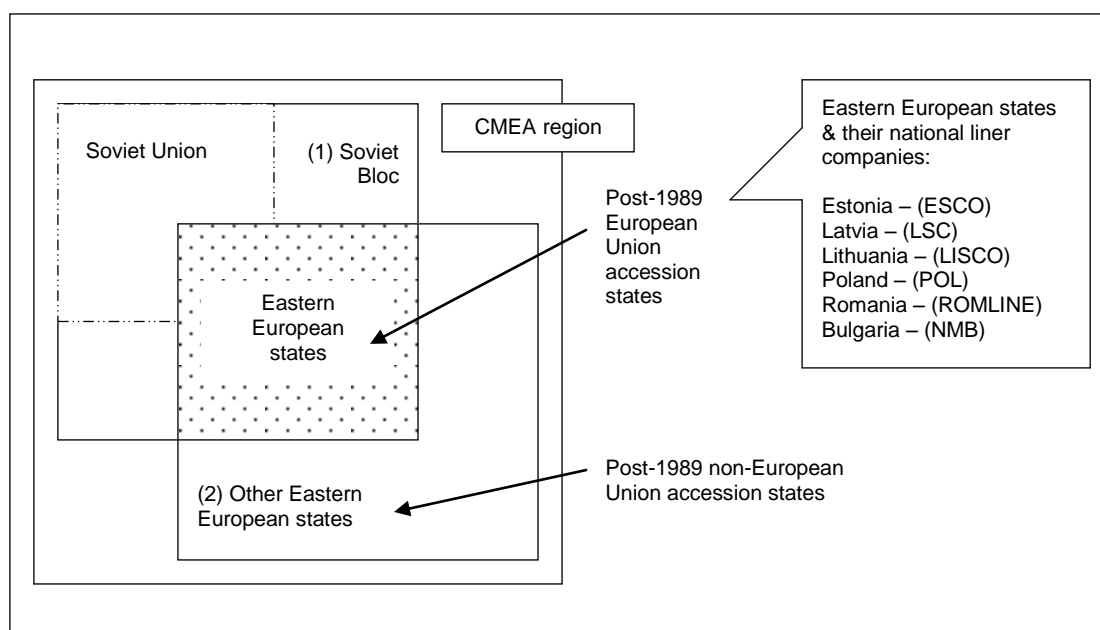 CMEA region
Soviet Union
(1) Soviet
Bloc
Eastern
European
states
(2) Other Eastern
European states
Post-1989
European
Union
accession
states
Post-1989 non-European
Union accession states
Eastern European states
& their national liner
companies:
Estonia – (ESCO)
Latvia – (LSC)
Lithuania – (LISCO)
Poland – (POL)
Romania – (ROMLINE)
Bulgaria – (NMB)